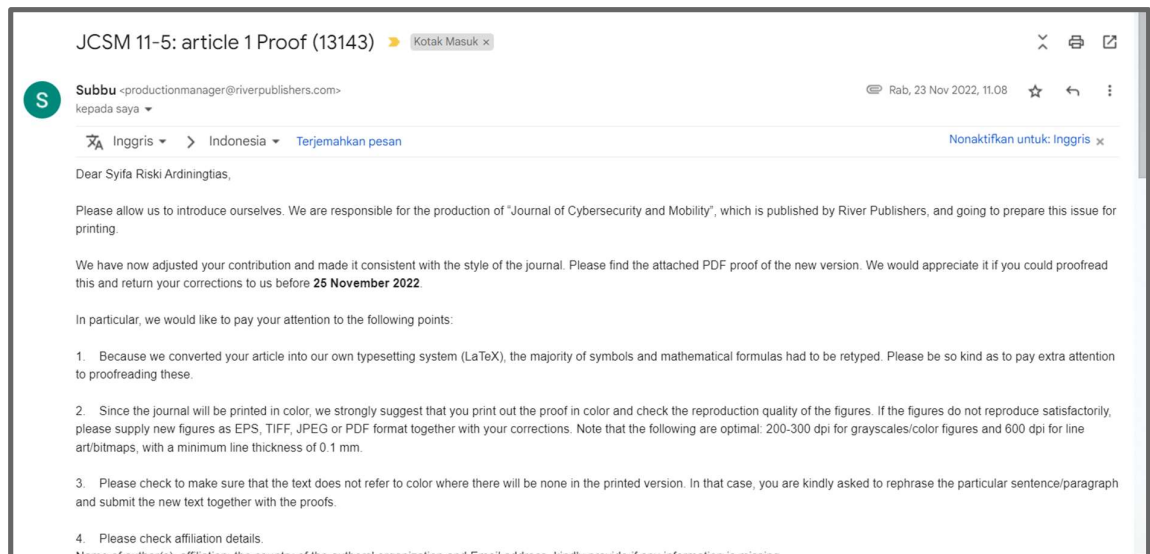 JCSM 11-5: article 1 Proof (13143) Kotak Masuk ×
S
Subbu <productionmanager@riverpublishers.com>
Rab, 23 Nov 2022, 11.08
kepada saya
Inggris > Indonesia Terjemahkan pesan
Nonaktifkan untuk: Inggris ×
Dear Syifa Riski Ardiningtias,
Please allow us to introduce ourselves. We are responsible for the production of “Journal of Cybersecurity and Mobility”, which is published by River Publishers, and going to prepare this issue for
printing.
We have now adjusted your contribution and made it consistent with the style of the journal. Please find the attached PDF proof of the new version. We would appreciate it if you could proofread
this and return your corrections to us before 25 November 2022.
In particular, we would like to pay your attention to the following points:
1. Because we converted your article into our own typesetting system (LaTeX), the majority of symbols and mathematical formulas had to be retyped. Please be so kind as to pay extra attention
to proofreading these.
2. Since the journal will be printed in color, we strongly suggest that you print out the proof in color and check the reproduction quality of the figures. If the figures do not reproduce satisfactorily,
please supply new figures as EPS, TIFF, JPEG or PDF format together with your corrections. Note that the following are optimal: 200-300 dpi for grayscales/color figures and 600 dpi for line
art/bitmaps, with a minimum line thickness of 0.1 mm.
3. Please check to make sure that the text does not refer to color where there will be none in the printed version. In that case, you are kindly asked to rephrase the particular sentence/paragraph
and submit the new text together with the proofs.
4. Please check affiliation details.